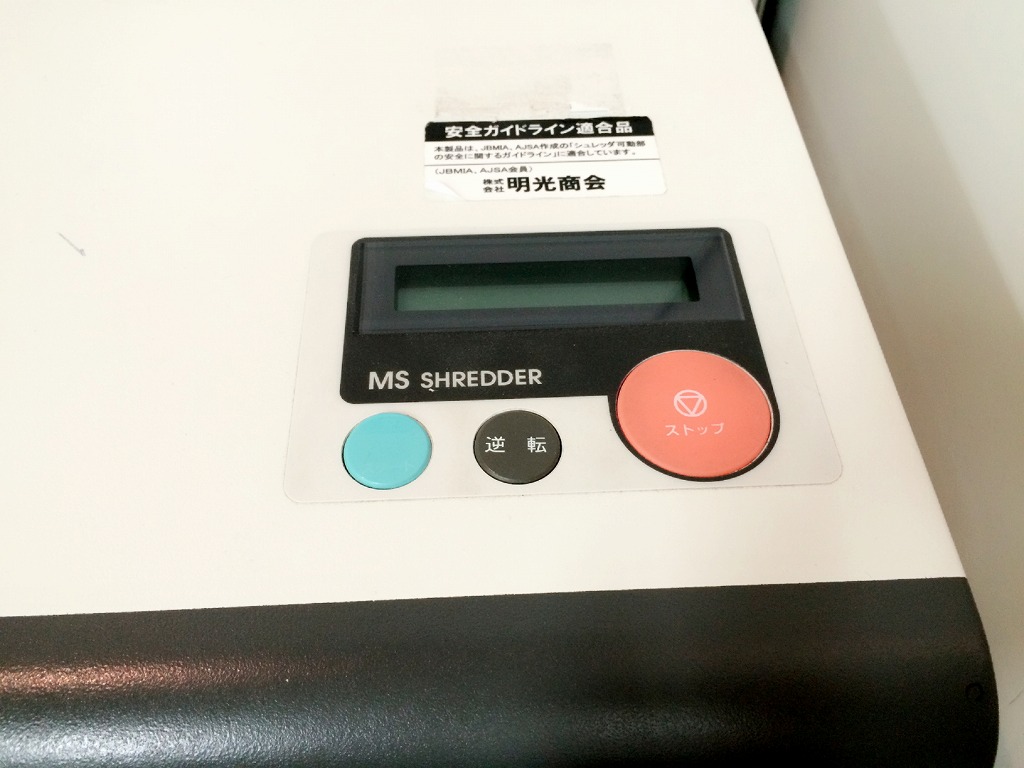 安全ガイドライン適合品
本製品は、JBMIA、AJSA作成の「シュレッダ可動部
の安全に関するガイドライン」に適合しています。
(JBMIA、AJSA会員)
株式会社 明光商会
MS SHREDDER
逆 転
ストップ